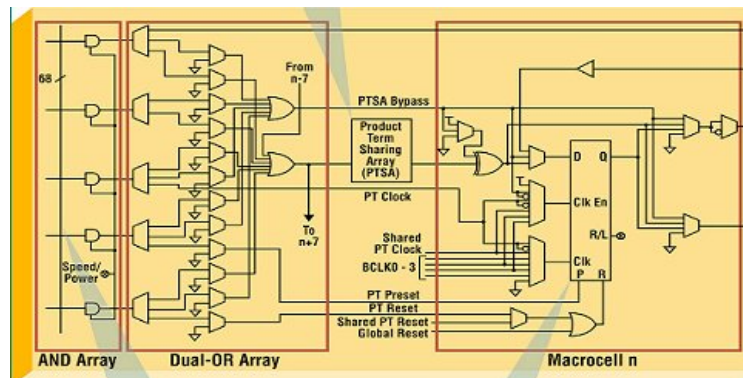 68
From
n-7
PTSA Bypass
Product
Term
Sharing
Array
(PTSA)
PT Clock
To
n+7
Shared
PT Clock
BCLK0 - 3
Speed/
Power
PT Preset
PT Reset
Shared PT Reset
Global Reset
D Q
Clk En
R/L
Clk
P R
AND Array
Dual-OR Array
Macrocell n